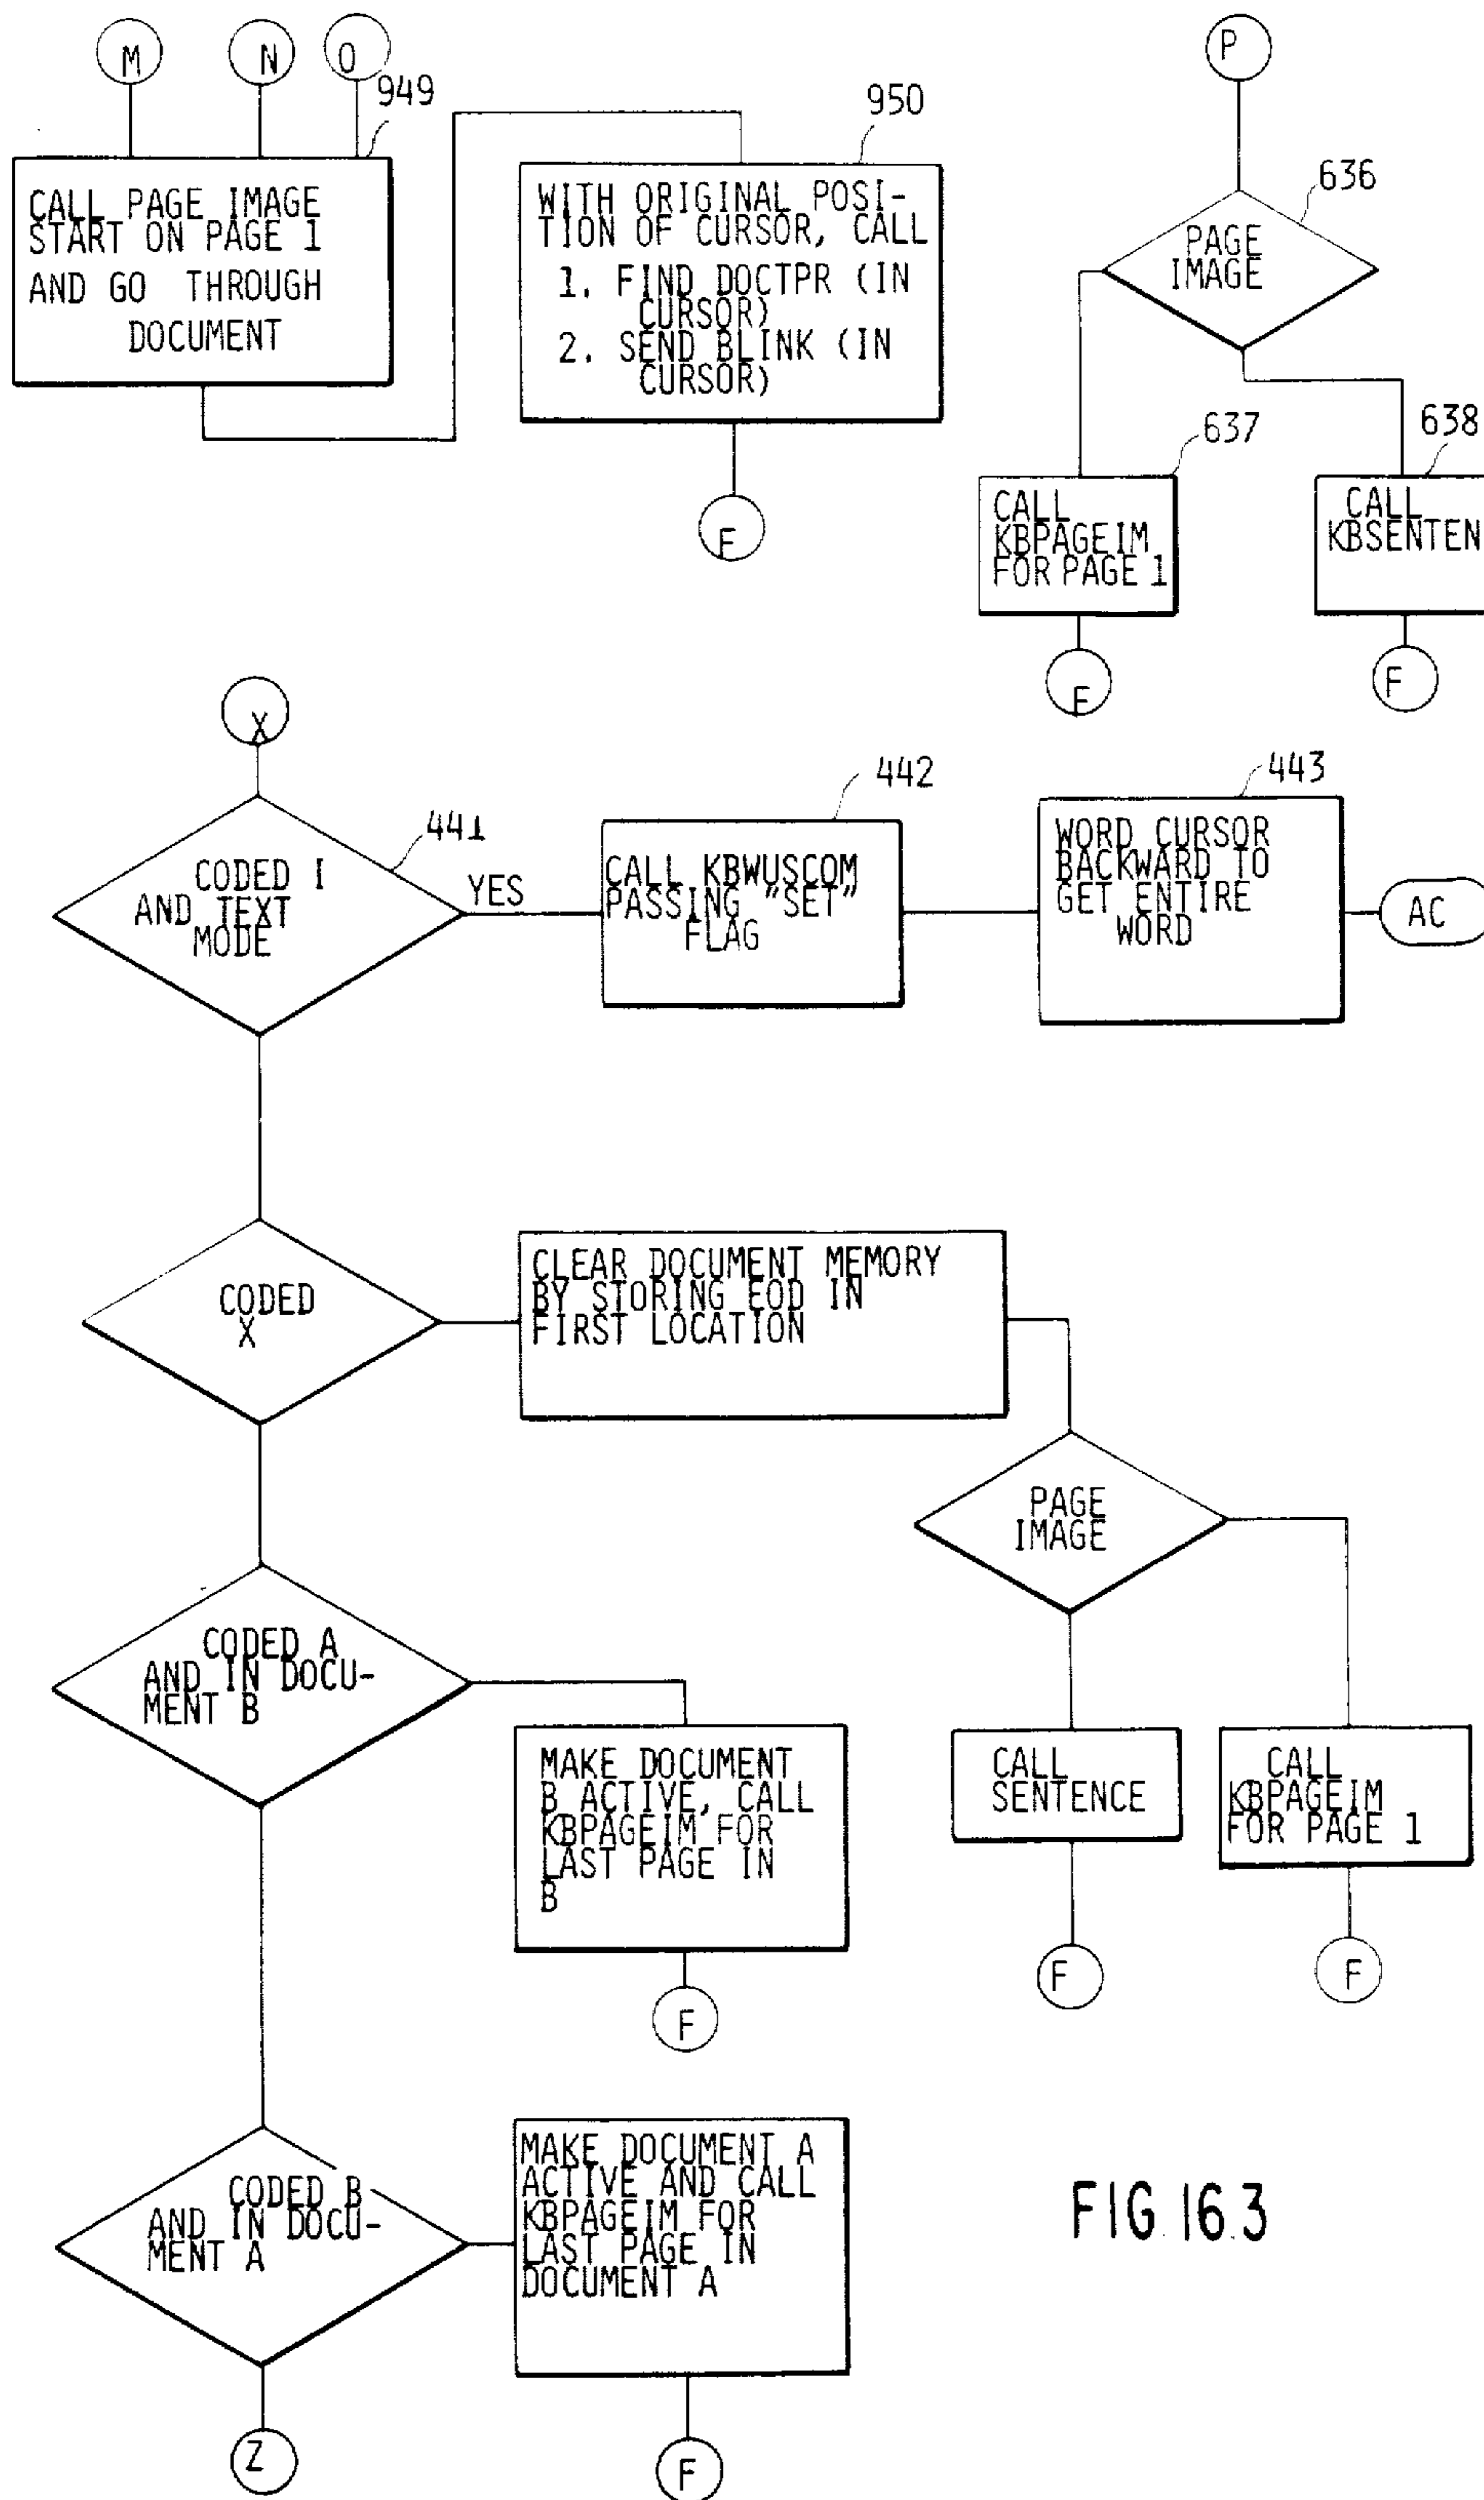 M
N
O
949
CALL PAGE IMAGE
START ON PAGE 1
AND GO THROUGH
DOCUMENT
950
WITH ORIGINAL POSI-
TION OF CURSOR, CALL
1. FIND DOCTPR (IN
CURSOR)
2. SEND BLINK (IN
CURSOR)
F
P
636
PAGE
IMAGE
637
CALL
KBPAGEIM
FOR PAGE 1
F
638
CALL
KBSENTEN
F
X
441
CODED I
AND TEXT
MODE
YES
442
CALL KBWUSCOM
PASSING "SET"
FLAG
443
WORD CURSOR
BACKWARD TO
GET ENTIRE
WORD
AC
CODED
X
CLEAR DOCUMENT MEMORY
BY STORING EOD IN
FIRST LOCATION
PAGE
IMAGE
CALL
SENTENCE
F
CALL
KBPAGEIM
FOR PAGE 1
F
CODED A
AND IN DOCU-
MENT B
MAKE DOCUMENT
B ACTIVE, CALL
KBPAGEIM FOR
LAST PAGE IN
B
F
CODED B
AND IN DOCU-
MENT A
MAKE DOCUMENT A
ACTIVE AND CALL
KBPAGEIM FOR
LAST PAGE IN
DOCUMENT A
F
Z
FIG. 16.3